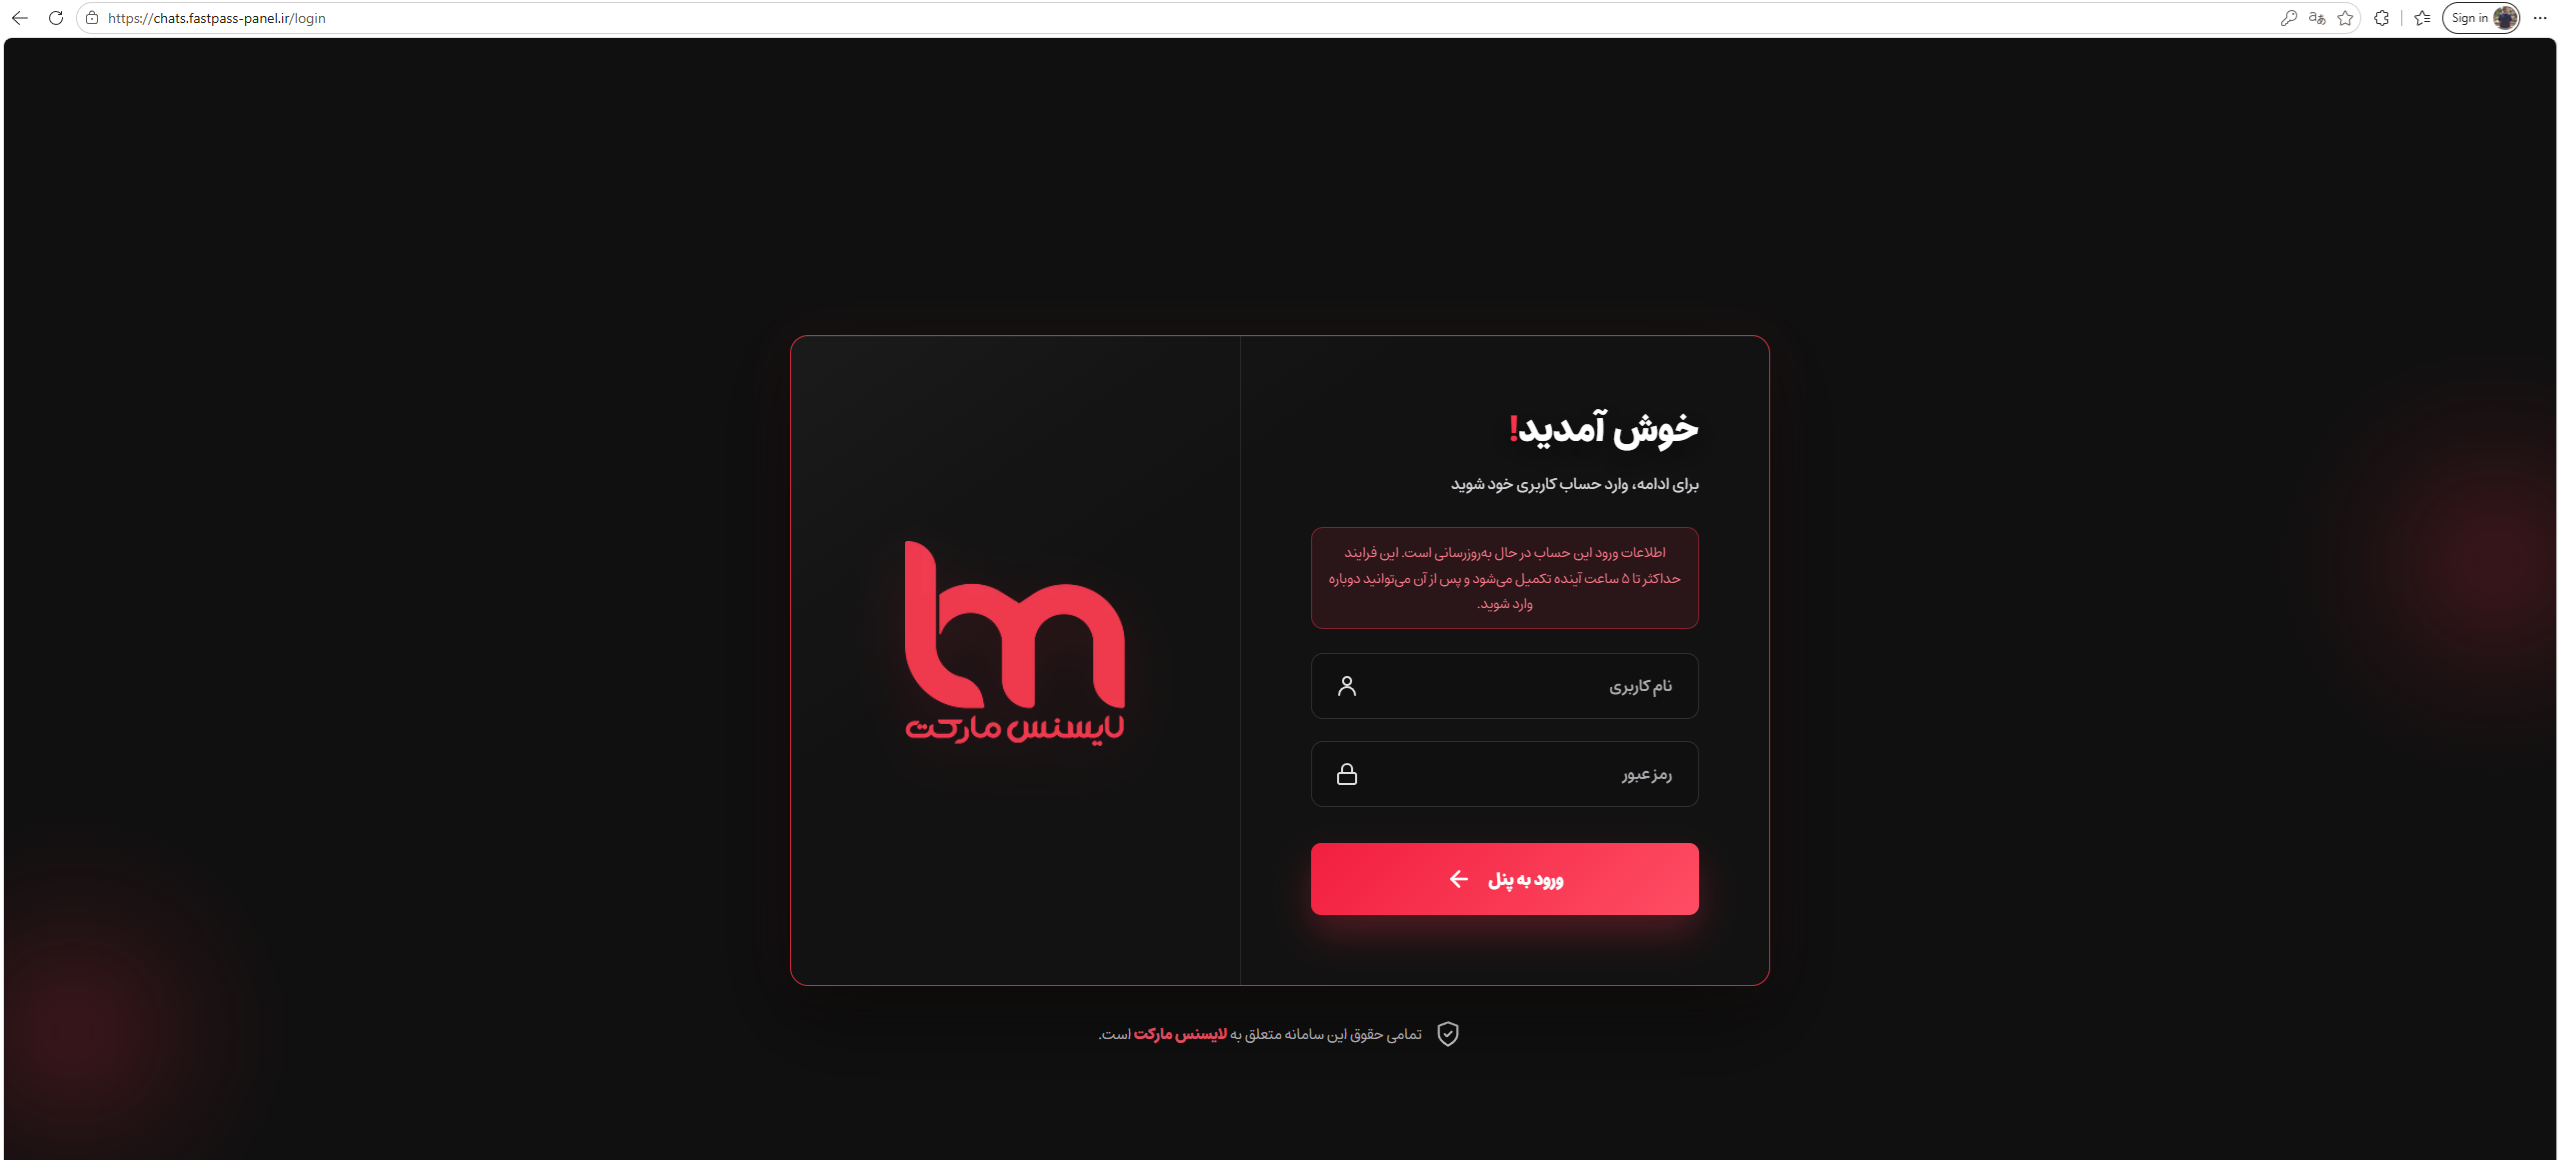 https://chats.fastpass-panel.ir/login
Sign in
خوش آمدید!
برای ادامه، وارد حساب کاربری خود شوید
اطلاعات ورود این حساب در حال به‌روزرسانی است. این فرایند
حداکثر تا ۵ ساعت آینده تکمیل می‌شود و پس از آن می‌توانید دوباره
وارد شوید.
نام کاربری
رمز عبور
ورود به پنل
lm
لایسنس مارکت
تمامی حقوق این سامانه متعلق به لایسنس مارکت است.